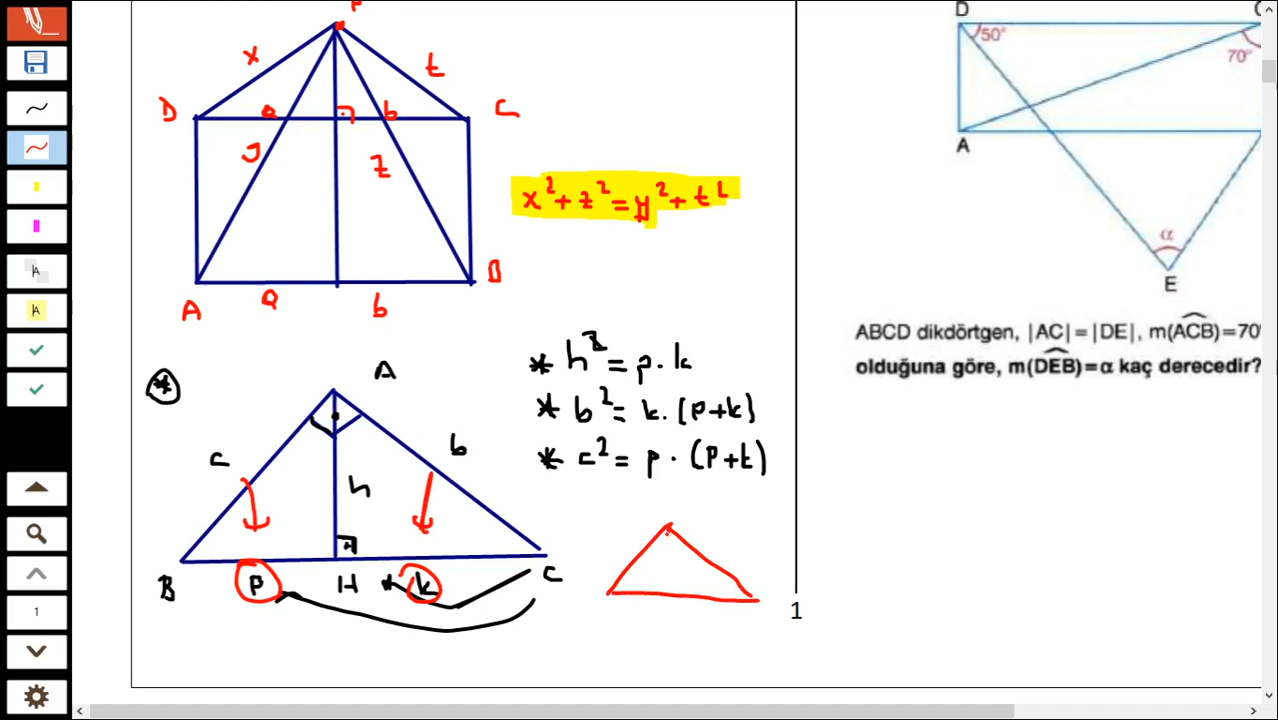 x
t
D
a
b
C
y
z
x² + z² = y² + t²
A
a
b
B
*
A
c
b
h
B
p
H
* k
C
* h² = p . k
* b² = k . (p+k)
* c² = p . (p+k)
1
D
50°
70°
A
α
E
ABCD dikdörtgen, |AC| = |DE|, m(ACB)=70°
olduğuna göre, m(DEB)=α kaç derecedir?
A
A
1